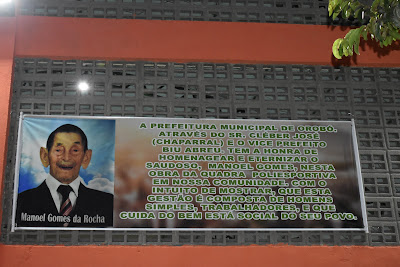 A PREFEITURA MUNICIPAL DE OROBÓ,
ATRAVÉS DO SR. CLÉBER JOSÉ
(CHAPARRAL) E O VICE PREFEITO
BIU ABREU, TEM A HONRA DE
HOMENAGEAR E ETERNIZAR O
SAUDOSO, MANOEL GOMES, NESTA
OBRA DA QUADRA POLIESPORTIVA
EM NOSSA COMUNIDADE, COM O
INTUITO DE MOSTRAR, QUE ESTA
GESTÃO É COMPOSTA DE HOMENS
SIMPLES, TRABALHADORES, E QUE
CUIDA DO BEM ESTÁ SOCIAL DO SEU POVO.
Manoel Gomes da Rocha